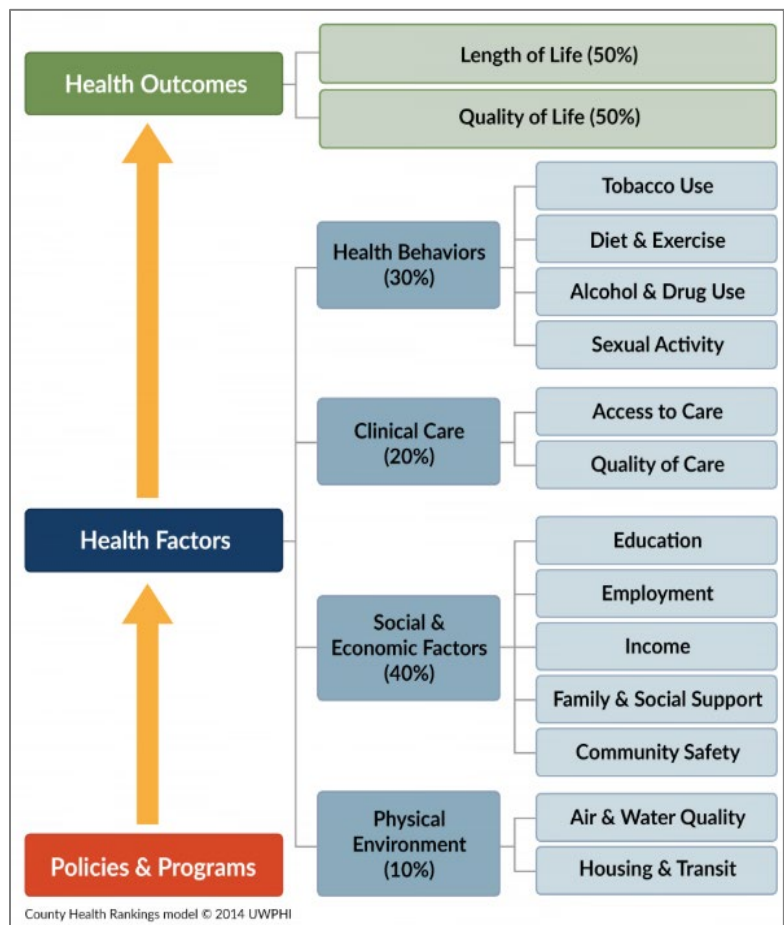 Health Outcomes
Length of Life (50%)
Quality of Life (50%)
Health Behaviors
(30%)
Tobacco Use
Diet & Exercise
Alcohol & Drug Use
Sexual Activity
Clinical Care
(20%)
Access to Care
Quality of Care
Health Factors
Social &
Economic Factors
(40%)
Education
Employment
Income
Family & Social Support
Community Safety
Physical
Environment
(10%)
Air & Water Quality
Housing & Transit
Policies & Programs
County Health Rankings model © 2014 UWPHI